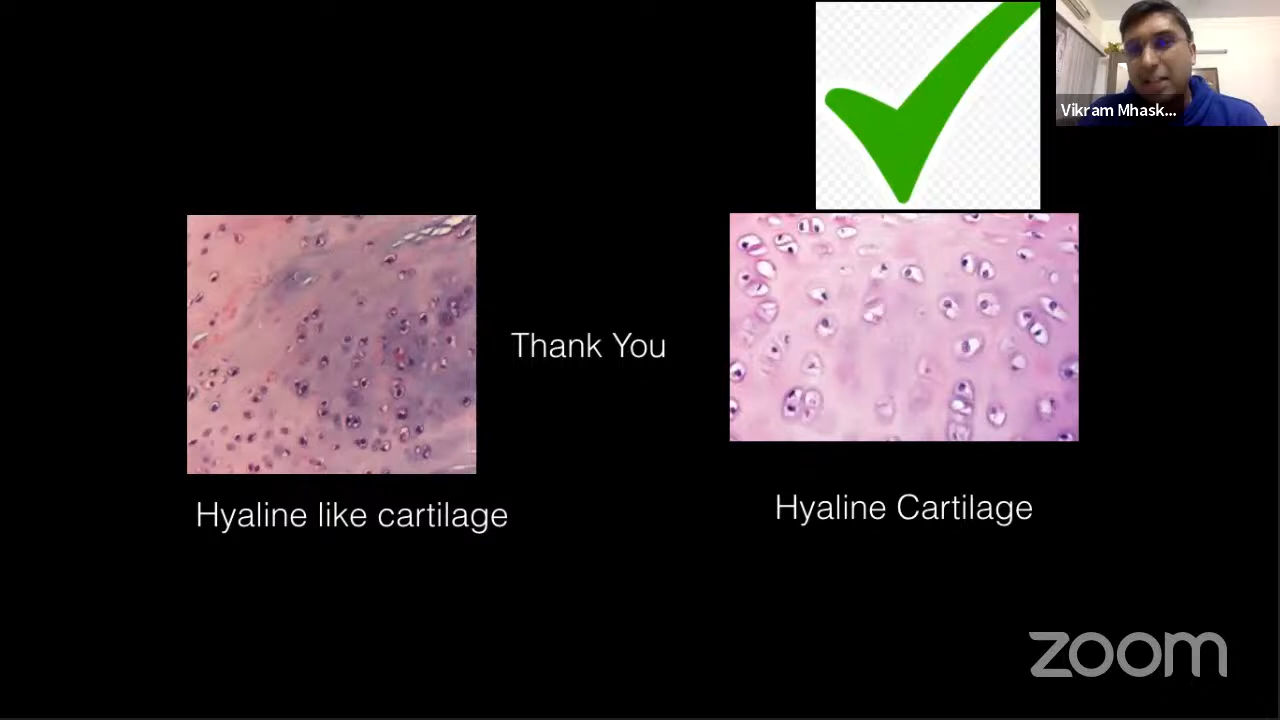 Vikram Mhask...
Thank You
Hyaline like cartilage
Hyaline Cartilage
zoom